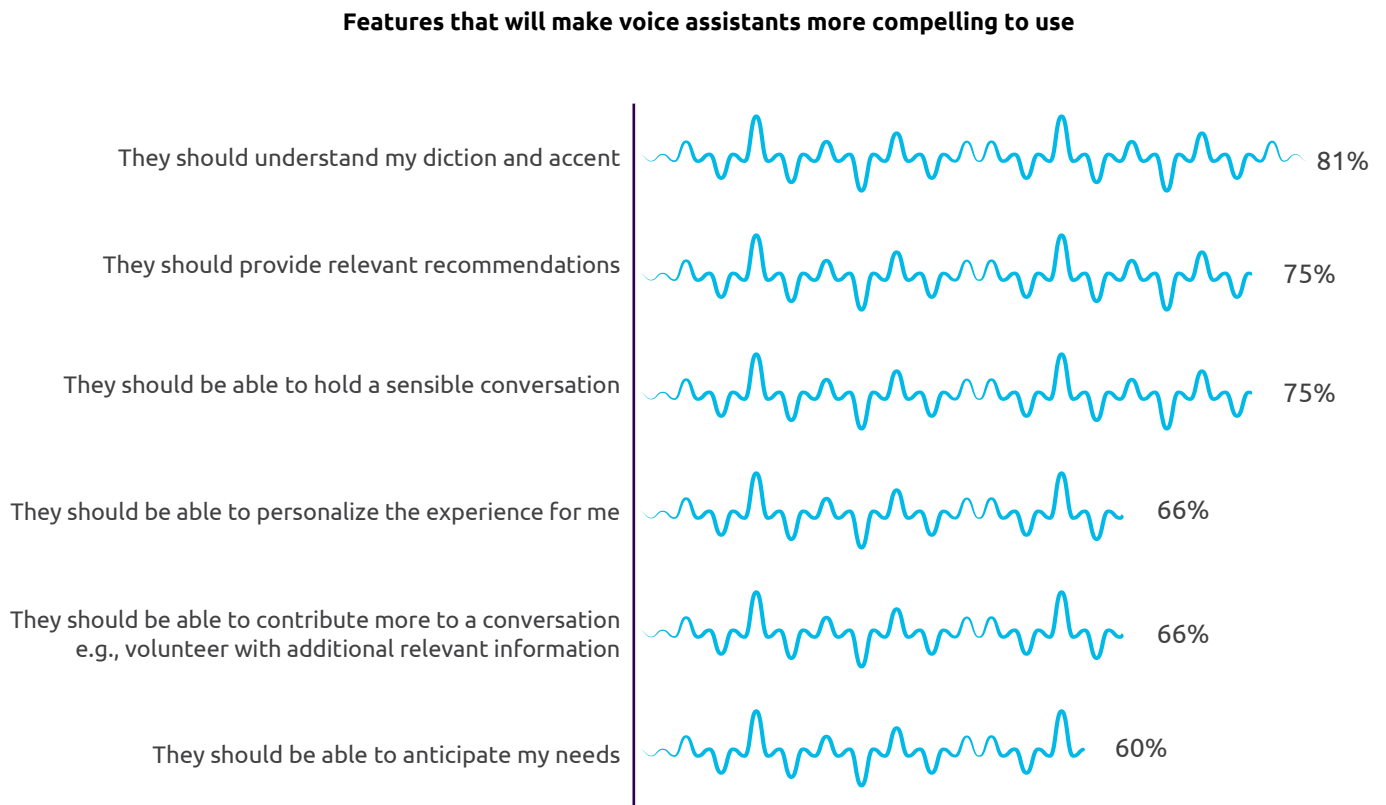 Features that will make voice assistants more compelling to use
They should understand my diction and accent
81%
They should provide relevant recommendations
75%
They should be able to hold a sensible conversation
75%
They should be able to personalize the experience for me
66%
They should be able to contribute more to a conversation
e.g., volunteer with additional relevant information
66%
They should be able to anticipate my needs
60%